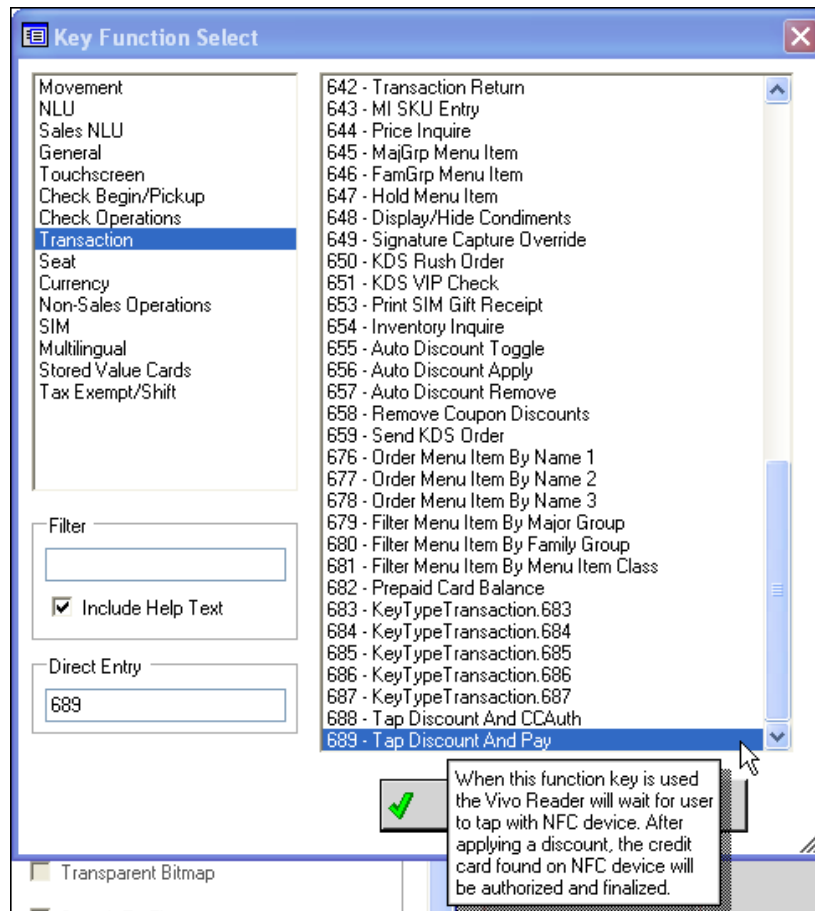 Key Function Select
Movement
NLU
Sales NLU
General
Touchscreen
Check Begin/Pickup
Check Operations
Transaction
Seat
Currency
Non-Sales Operations
SIM
Multilingual
Stored Value Cards
Tax Exempt/Shift
642 - Transaction Return
643 - MI SKU Entry
644 - Price Inquire
645 - MajGrp Menu Item
646 - FamGrp Menu Item
647 - Hold Menu Item
648 - Display/Hide Condiments
649 - Signature Capture Override
650 - KDS Rush Order
651 - KDS VIP Check
653 - Print SIM Gift Receipt
654 - Inventory Inquire
655 - Auto Discount Toggle
656 - Auto Discount Apply
657 - Auto Discount Remove
658 - Remove Coupon Discounts
659 - Send KDS Order
676 - Order Menu Item By Name 1
677 - Order Menu Item By Name 2
678 - Order Menu Item By Name 3
679 - Filter Menu Item By Major Group
680 - Filter Menu Item By Family Group
681 - Filter Menu Item By Menu Item Class
682 - Prepaid Card Balance
683 - KeyTypeTransaction.683
684 - KeyTypeTransaction.684
685 - KeyTypeTransaction.685
686 - KeyTypeTransaction.686
687 - KeyTypeTransaction.687
688 - Tap Discount And CCAuth
689 - Tap Discount And Pay
Filter
Include Help Text
Direct Entry
689
When this function key is used
the Vivo Reader will wait for user
to tap with NFC device. After
applying a discount, the credit
card found on NFC device will
be authorized and finalized.
Transparent Bitmap